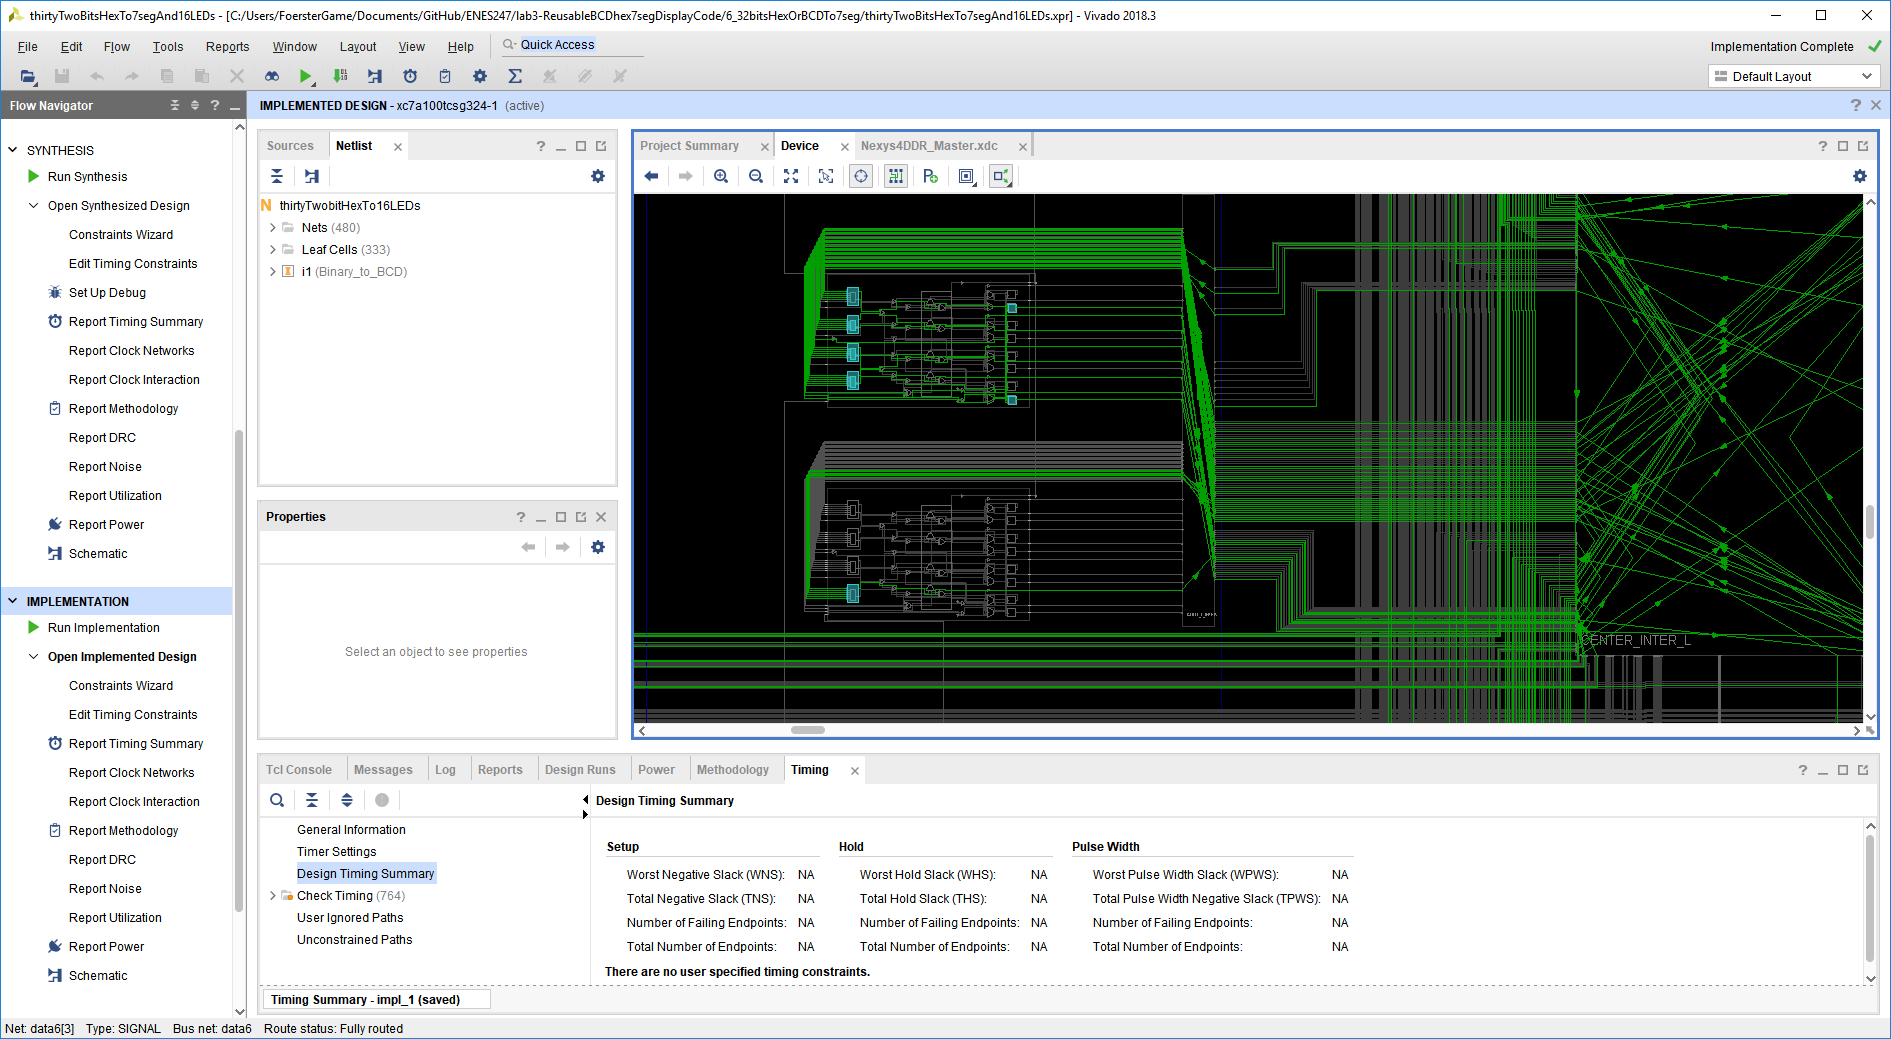 thirtyTwoBitsHexTo7segAnd16LEDs - [C:/Users/FoersterGame/Documents/GitHub/ENES247/lab3-ReusableBCDhex7segDisplayCode/6_32bitsHexOrBCDTo7seg/thirtyTwoBitsHexTo7segAnd16LEDs.xpr] - Vivado 2018.3
File Edit Flow Tools Reports Window Layout View Help Quick Access Implementation Complete
Default Layout
Flow Navigator
IMPLEMENTED DESIGN - xc7a100tcsg324-1 (active)
SYNTHESIS
Run Synthesis
Open Synthesized Design
Constraints Wizard
Edit Timing Constraints
Set Up Debug
Report Timing Summary
Report Clock Networks
Report Clock Interaction
Report Methodology
Report DRC
Report Noise
Report Utilization
Report Power
Schematic
IMPLEMENTATION
Run Implementation
Open Implemented Design
Constraints Wizard
Edit Timing Constraints
Report Timing Summary
Report Clock Networks
Report Clock Interaction
Report Methodology
Report DRC
Report Noise
Report Utilization
Report Power
Schematic
Sources Netlist
thirtyTwobitHexTo16LEDs
Nets (480)
Leaf Cells (333)
i1 (Binary_to_BCD)
Properties
Select an object to see properties
Project Summary Device Nexys4DDR_Master.xdc
CENTER_INTER_L
Tcl Console Messages Log Reports Design Runs Power Methodology Timing
General Information
Timer Settings
Design Timing Summary
Check Timing (764)
User Ignored Paths
Unconstrained Paths
Design Timing Summary
Setup Hold Pulse Width
Worst Negative Slack (WNS): NA Worst Hold Slack (WHS): NA Worst Pulse Width Slack (WPWS): NA
Total Negative Slack (TNS): NA Total Hold Slack (THS): NA Total Pulse Width Negative Slack (TPWS): NA
Number of Failing Endpoints: NA Number of Failing Endpoints: NA Number of Failing Endpoints: NA
Total Number of Endpoints: NA Total Number of Endpoints: NA Total Number of Endpoints: NA
There are no user specified timing constraints.
Timing Summary - impl_1 (saved)
Net: data6[3] Type: SIGNAL Bus net: data6 Route status: Fully routed